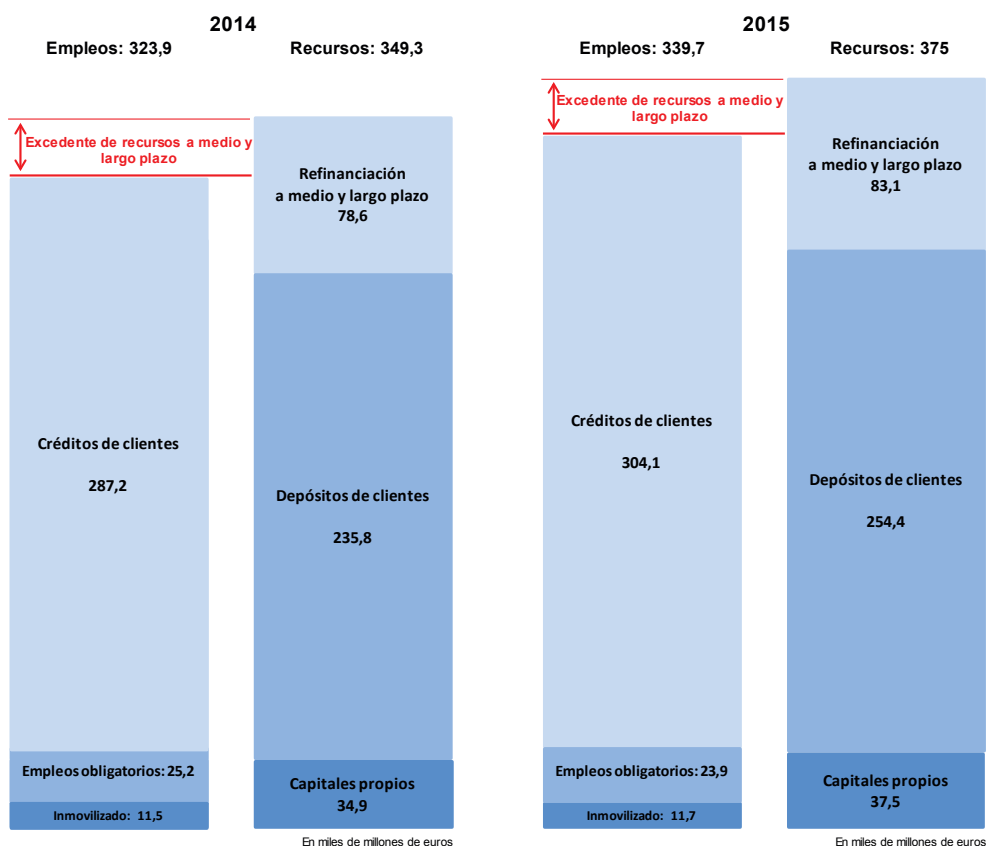 2014
Empleos: 323,9
Recursos: 349,3
Excedente de recursos a medio y
largo plazo
Refinanciación
a medio y largo plazo
78,6
Créditos de clientes
287,2
Depósitos de clientes
235,8
Empleos obligatorios: 25,2
Inmovilizado: 11,5
Capitales propios
34,9
En miles de millones de euros
2015
Empleos: 339,7
Recursos: 375
Excedente de recursos a medio y
largo plazo
Refinanciación
a medio y largo plazo
83,1
Créditos de clientes
304,1
Depósitos de clientes
254,4
Empleos obligatorios: 23,9
Inmovilizado: 11,7
Capitales propios
37,5
En miles de millones de euros